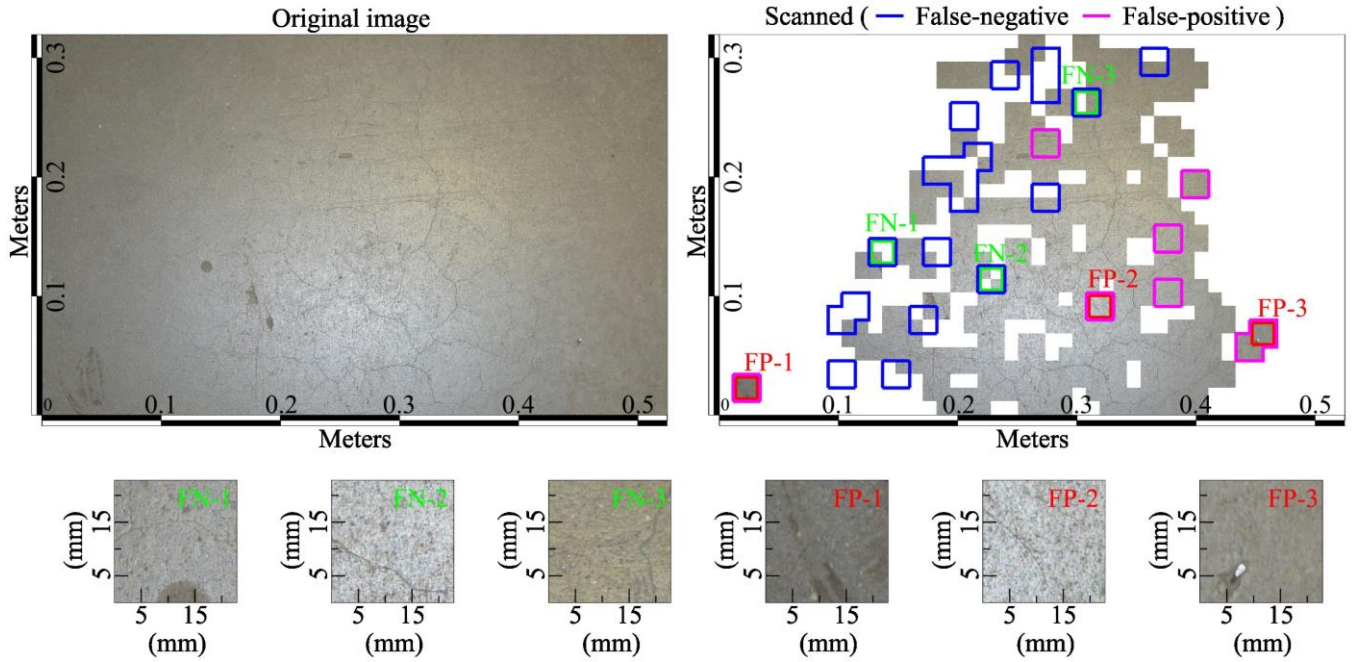 Original image
Scanned ( — False-negative — False-positive )
0.3
0.2
0.1
Meters
0
0.1
0.2
0.3
0.4
0.5
Meters
0.3
0.2
0.1
Meters
0
0.1
0.2
0.3
0.4
0.5
Meters
FN-3
FN-1
FN-2
FP-2
FP-3
FP-1
FN-1
15
5
(mm)
5
15
(mm)
FN-2
15
5
(mm)
5
15
(mm)
FN-3
15
5
(mm)
5
15
(mm)
FP-1
15
5
(mm)
5
15
(mm)
FP-2
15
5
(mm)
5
15
(mm)
FP-3
15
5
(mm)
5
15
(mm)